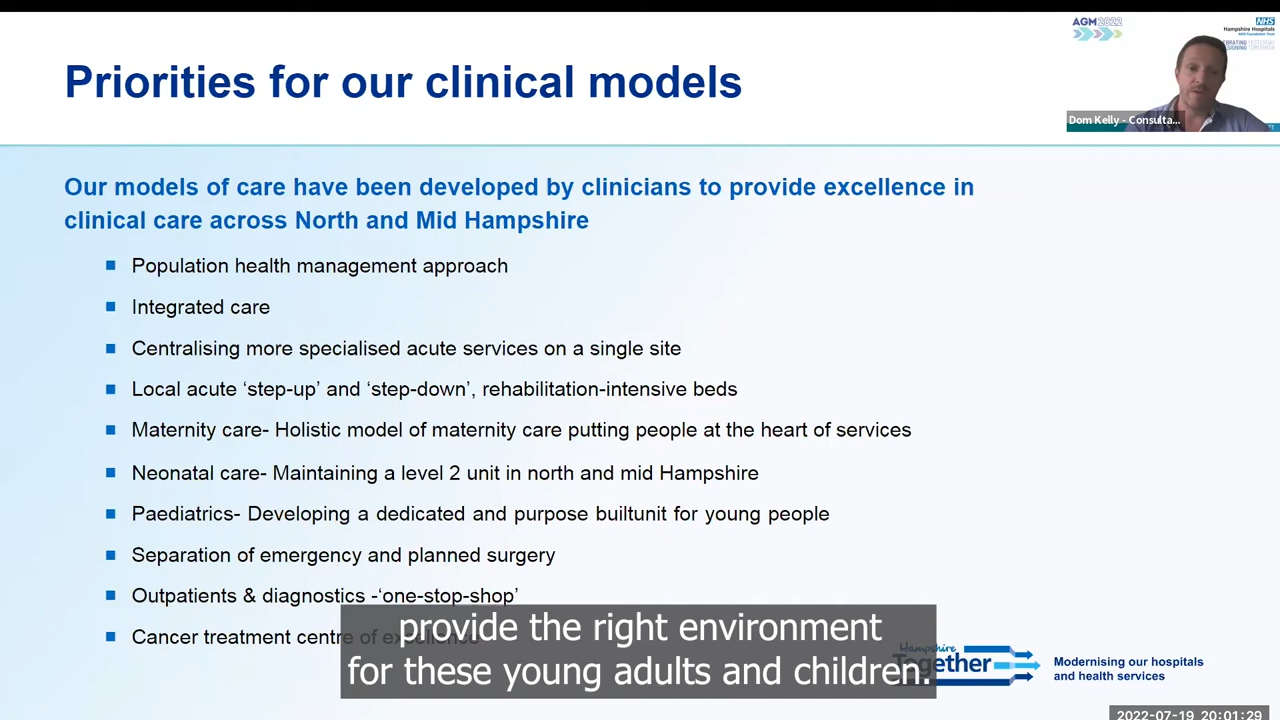 Priorities for our clinical models
AGM2022
NHS
Hampshire Hospitals
NHS Foundation Trust
Dom Kelly - Consulta...
Our models of care have been developed by clinicians to provide excellence in
clinical care across North and Mid Hampshire
Population health management approach
Integrated care
Centralising more specialised acute services on a single site
Local acute ‘step-up’ and ‘step-down’, rehabilitation-intensive beds
Maternity care- Holistic model of maternity care putting people at the heart of services
Neonatal care- Maintaining a level 2 unit in north and mid Hampshire
Paediatrics- Developing a dedicated and purpose builtunit for young people
Separation of emergency and planned surgery
Outpatients & diagnostics -‘one-stop-shop’
Cancer treatment centre of excellence
provide the right environment
for these young adults and children.
Hampshire
Together
Modernising our hospitals
and health services
2022-07-19 20:01:29